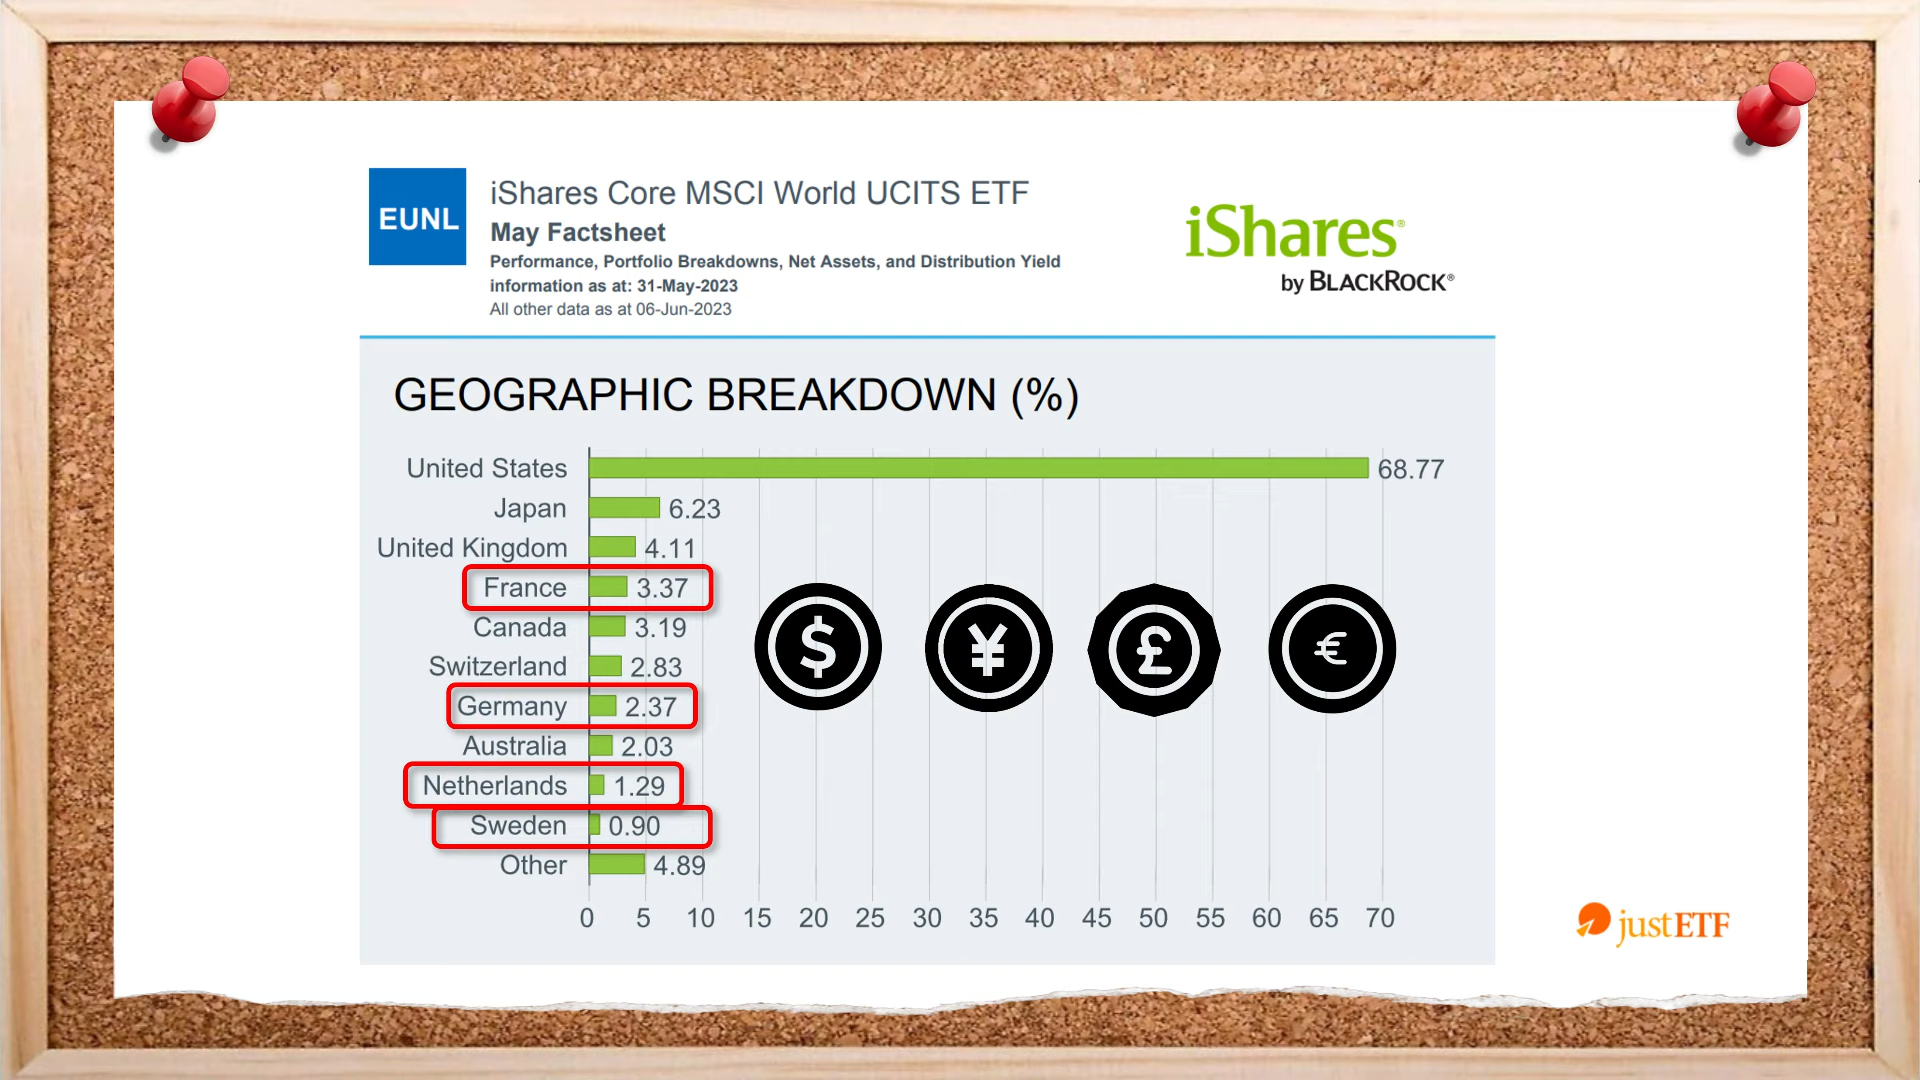 EUNL
iShares Core MSCI World UCITS ETF
May Factsheet
Performance, Portfolio Breakdowns, Net Assets, and Distribution Yield
information as at: 31-May-2023
All other data as at 06-Jun-2023
iShares®
by BLACKROCK®
GEOGRAPHIC BREAKDOWN (%)
United States 68.77
Japan 6.23
United Kingdom 4.11
France 3.37
Canada 3.19
Switzerland 2.83
Germany 2.37
Australia 2.03
Netherlands 1.29
Sweden 0.90
Other 4.89
$ ¥ £ €
0 5 10 15 20 25 30 35 40 45 50 55 60 65 70
justETF